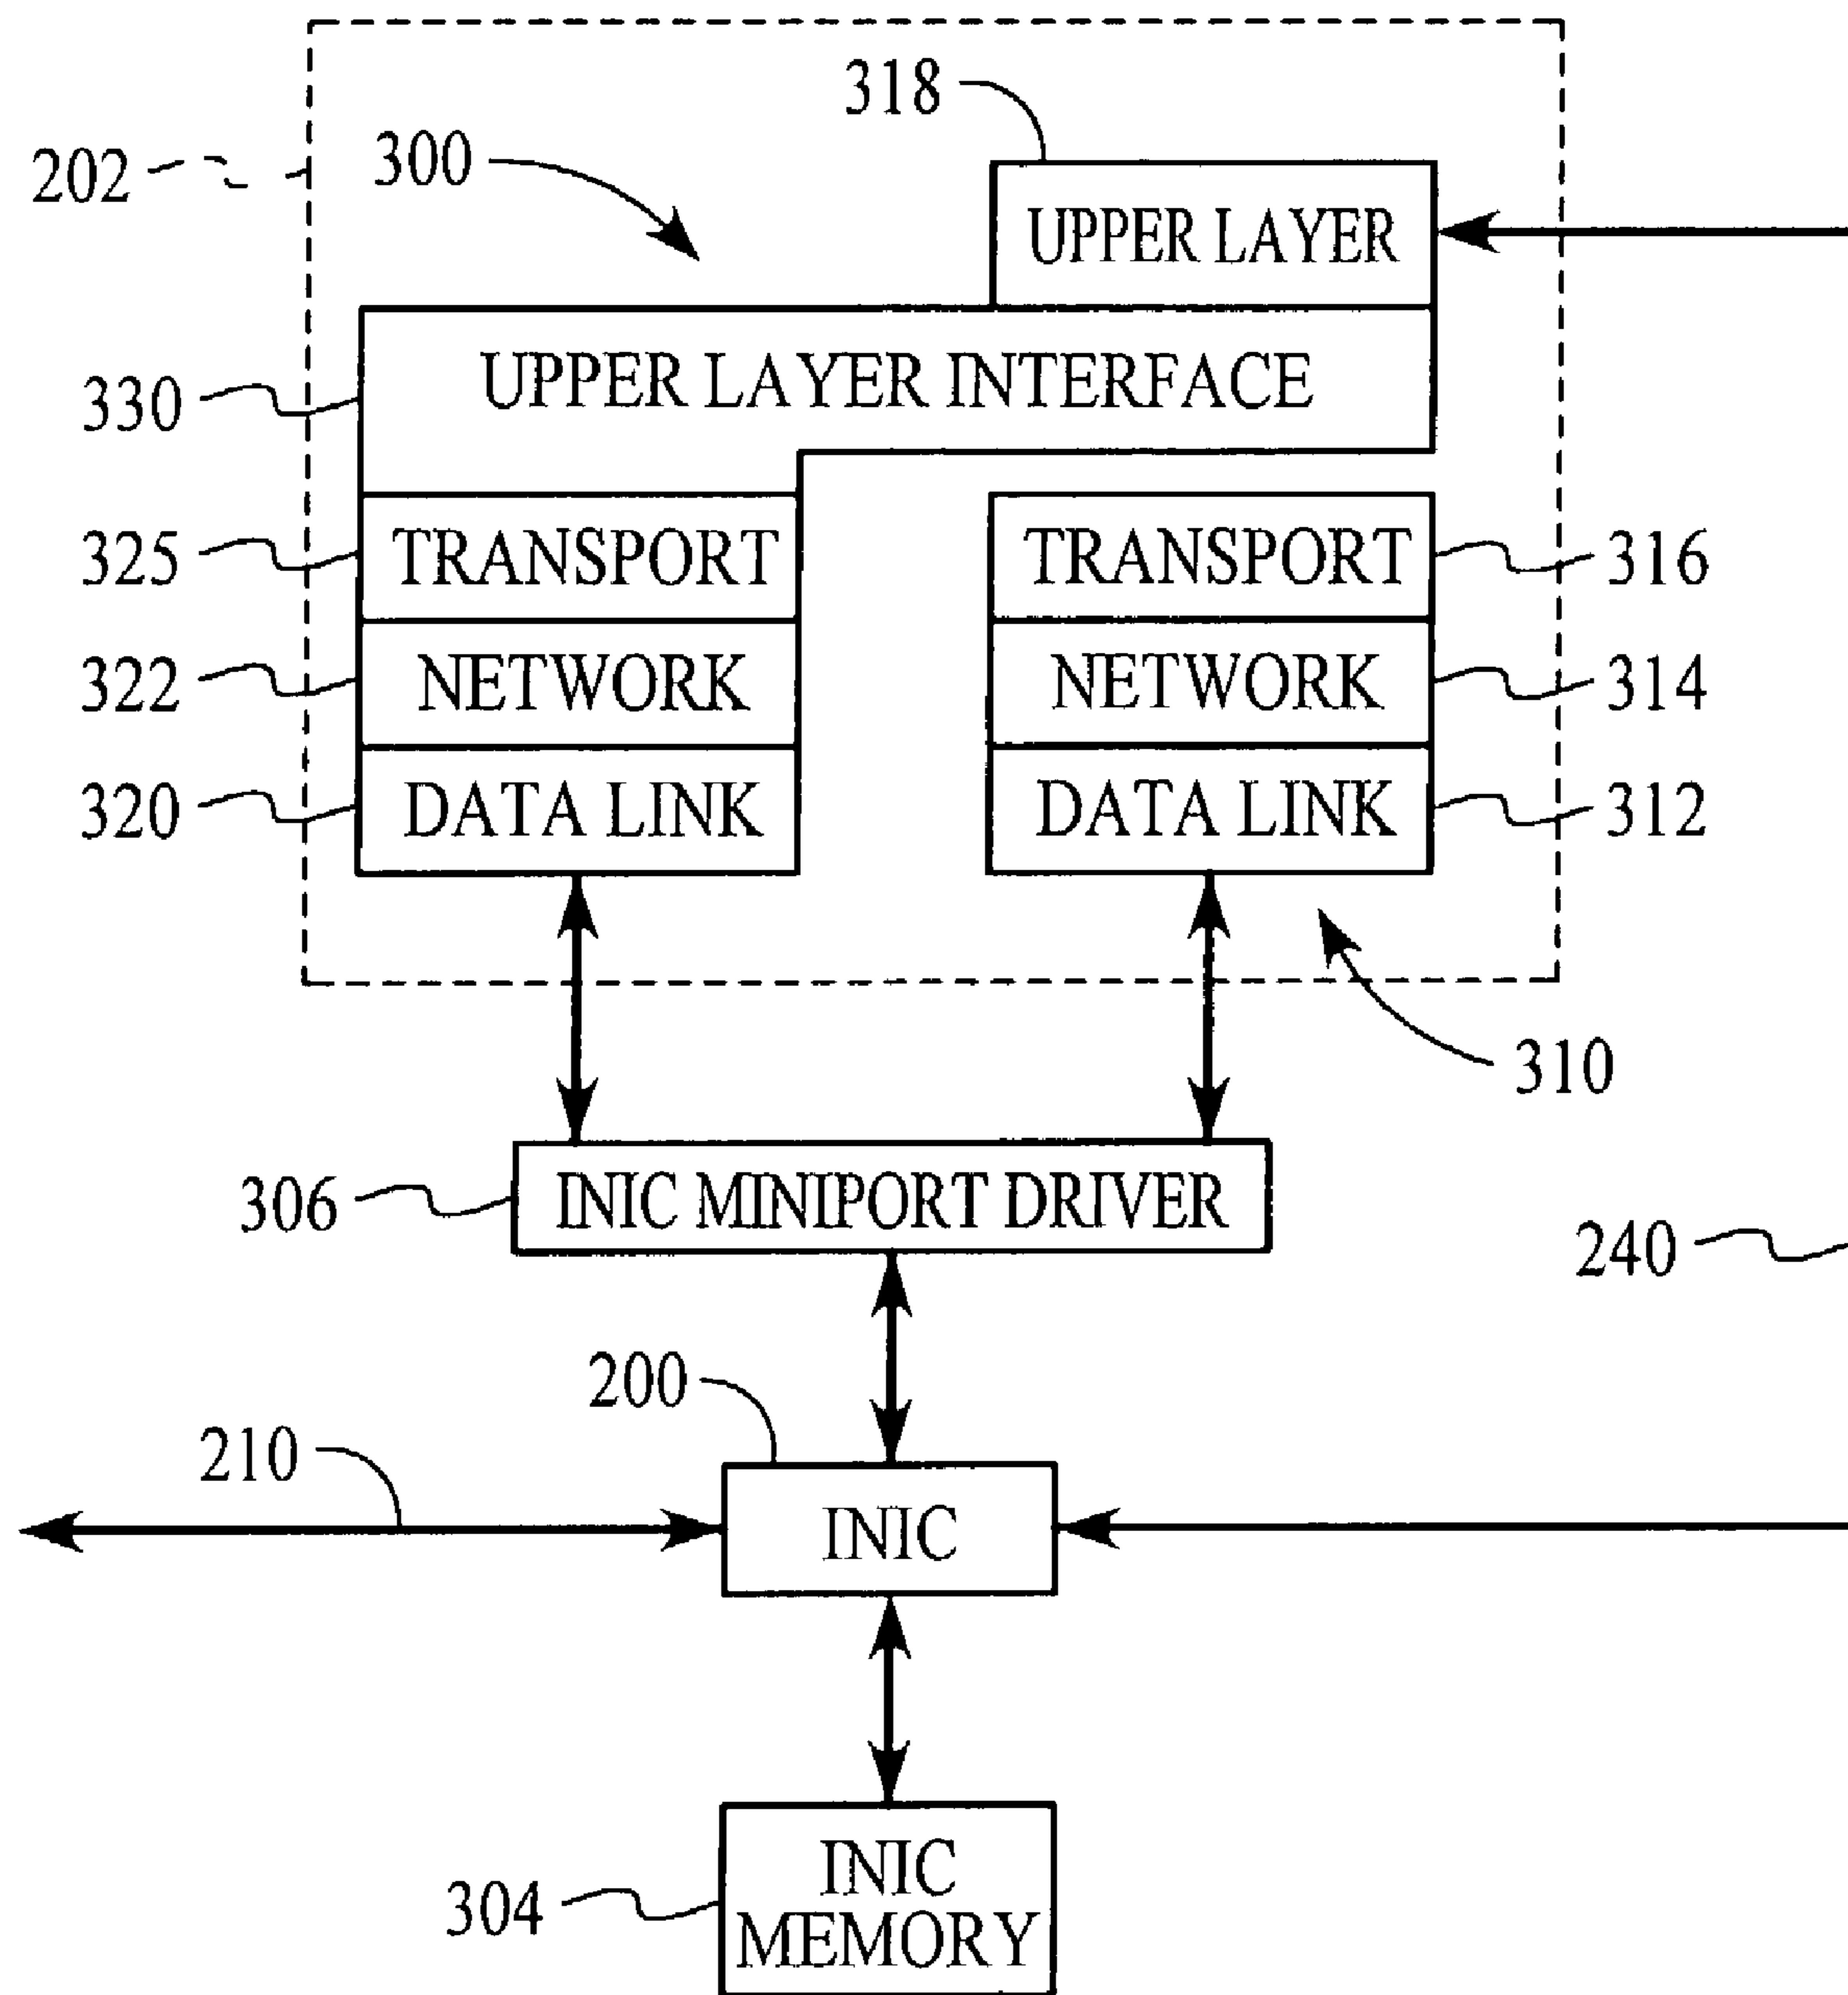 318
202
300
UPPER LAYER
UPPER LAYER INTERFACE
330
325
TRANSPORT
TRANSPORT
316
322
NETWORK
NETWORK
314
320
DATA LINK
DATA LINK
312
310
306
INIC MINIPORT DRIVER
240
200
210
INIC
304
INIC
MEMORY